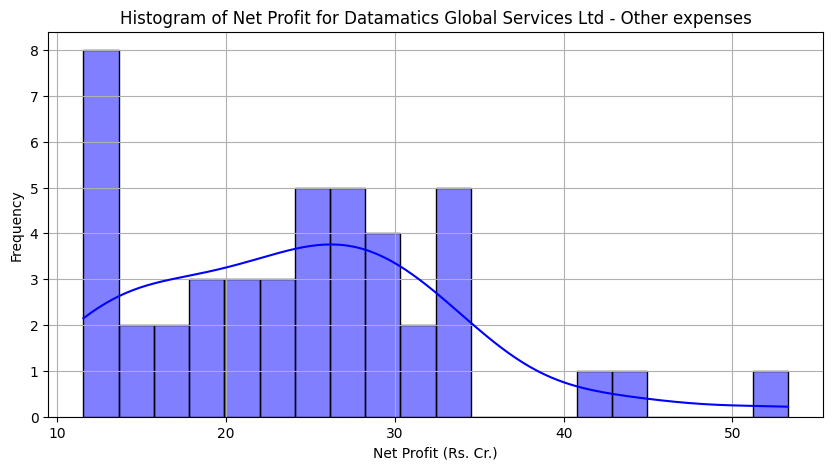 Histogram of Net Profit for Datamatics Global Services Ltd - Other expenses
8
7
6
5
4
3
2
1
0
Frequency
10 20 30 40 50
Net Profit (Rs. Cr.)